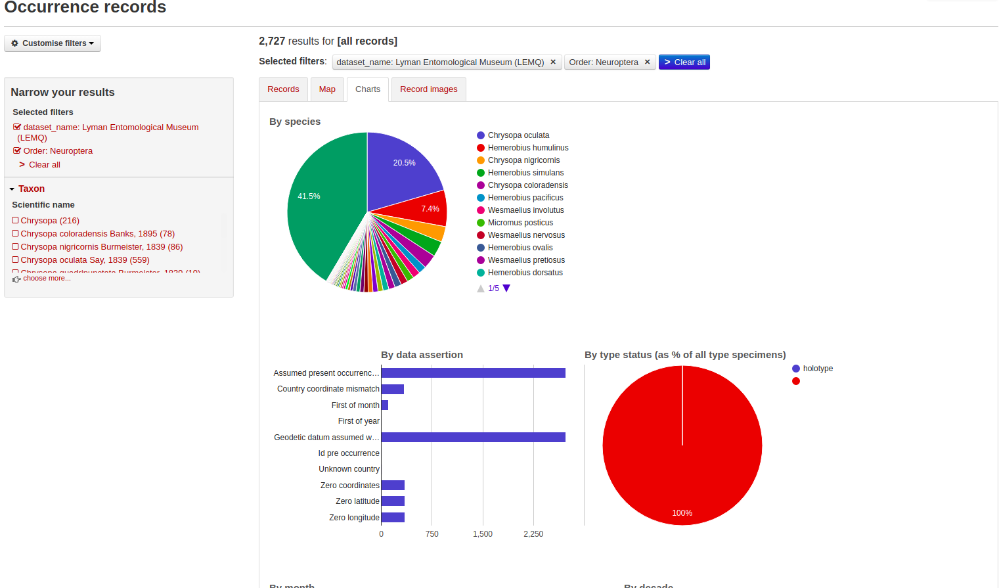 Occurrence records
Customise filters
2,727 results for [all records]
Selected filters: dataset_name: Lyman Entomological Museum (LEMQ) × Order: Neuroptera × > Clear all
Narrow your results
Selected filters
dataset_name: Lyman Entomological Museum
(LEMQ)
Order: Neuroptera
> Clear all
Taxon
Scientific name
Chrysopa (216)
Chrysopa coloradensis Banks, 1895 (78)
Chrysopa nigricornis Burmeister, 1839 (86)
Chrysopa oculata Say, 1839 (559)
Chrysopa quadripunctata Burmeister, 1839 (10)
choose more...
Records Map Charts Record images
By species
20.5%
7.4%
41.5%
Chrysopa oculata
Hemerobius humulinus
Chrysopa nigricornis
Hemerobius simulans
Chrysopa coloradensis
Hemerobius pacificus
Wesmaelius involutus
Micromus posticus
Wesmaelius nervosus
Hemerobius ovalis
Wesmaelius pretiosus
Hemerobius dorsatus
1/5
By data assertion
Assumed present occurrenc…
Country coordinate mismatch
First of month
First of year
Geodetic datum assumed w…
Id pre occurrence
Unknown country
Zero coordinates
Zero latitude
Zero longitude
0 750 1,500 2,250
By type status (as % of all type specimens)
holotype
100%
By month
By decade